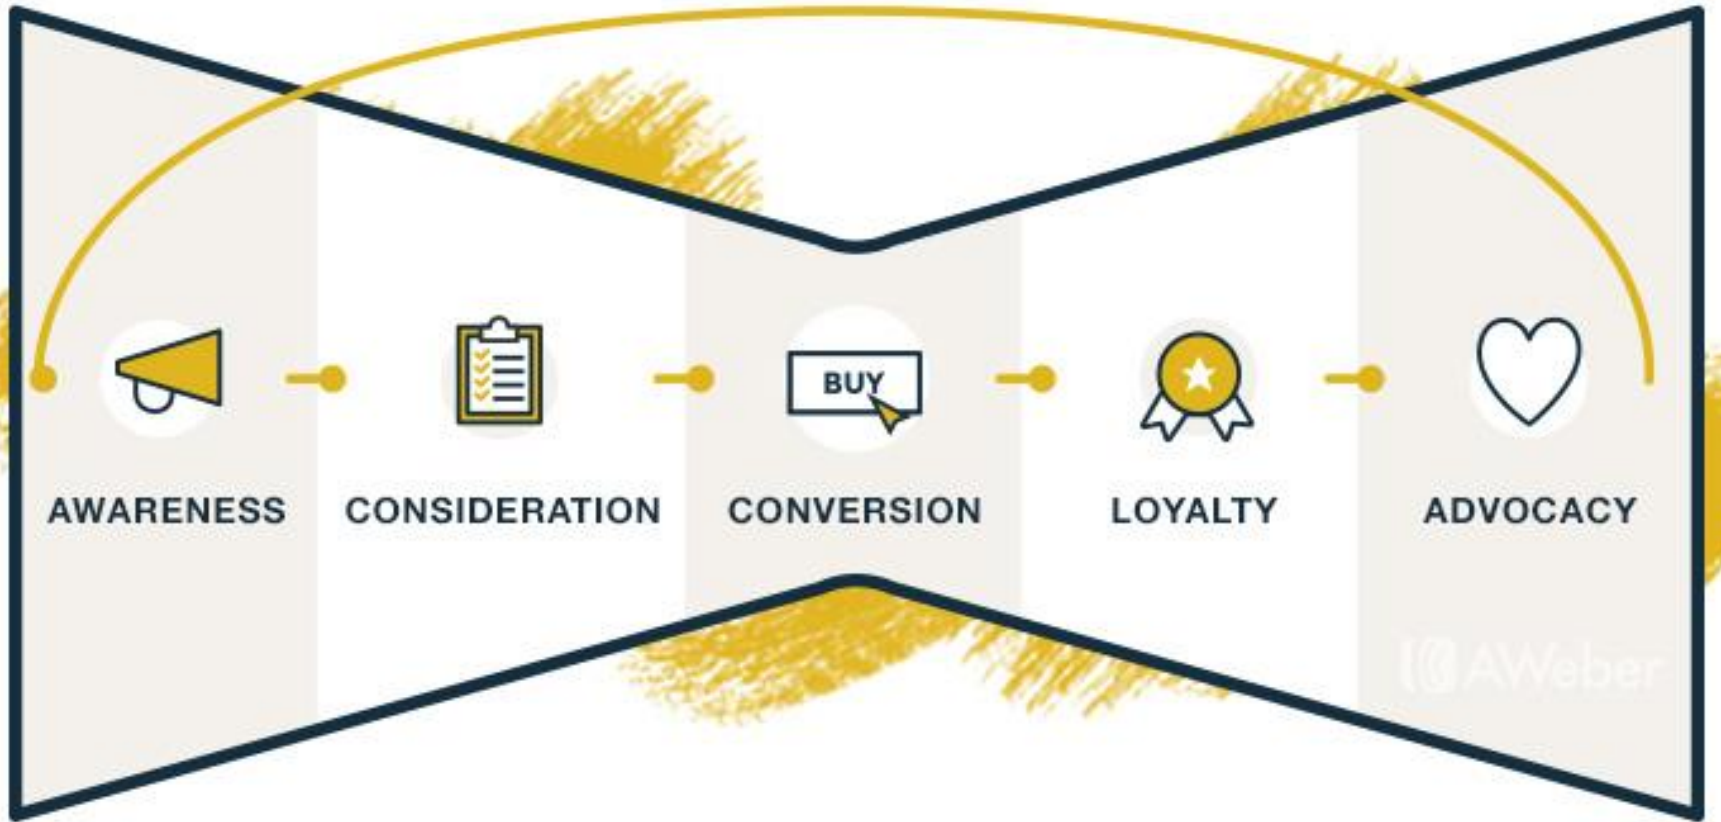 BUY
AWARENESS
CONSIDERATION
CONVERSION
LOYALTY
ADVOCACY
AWeber